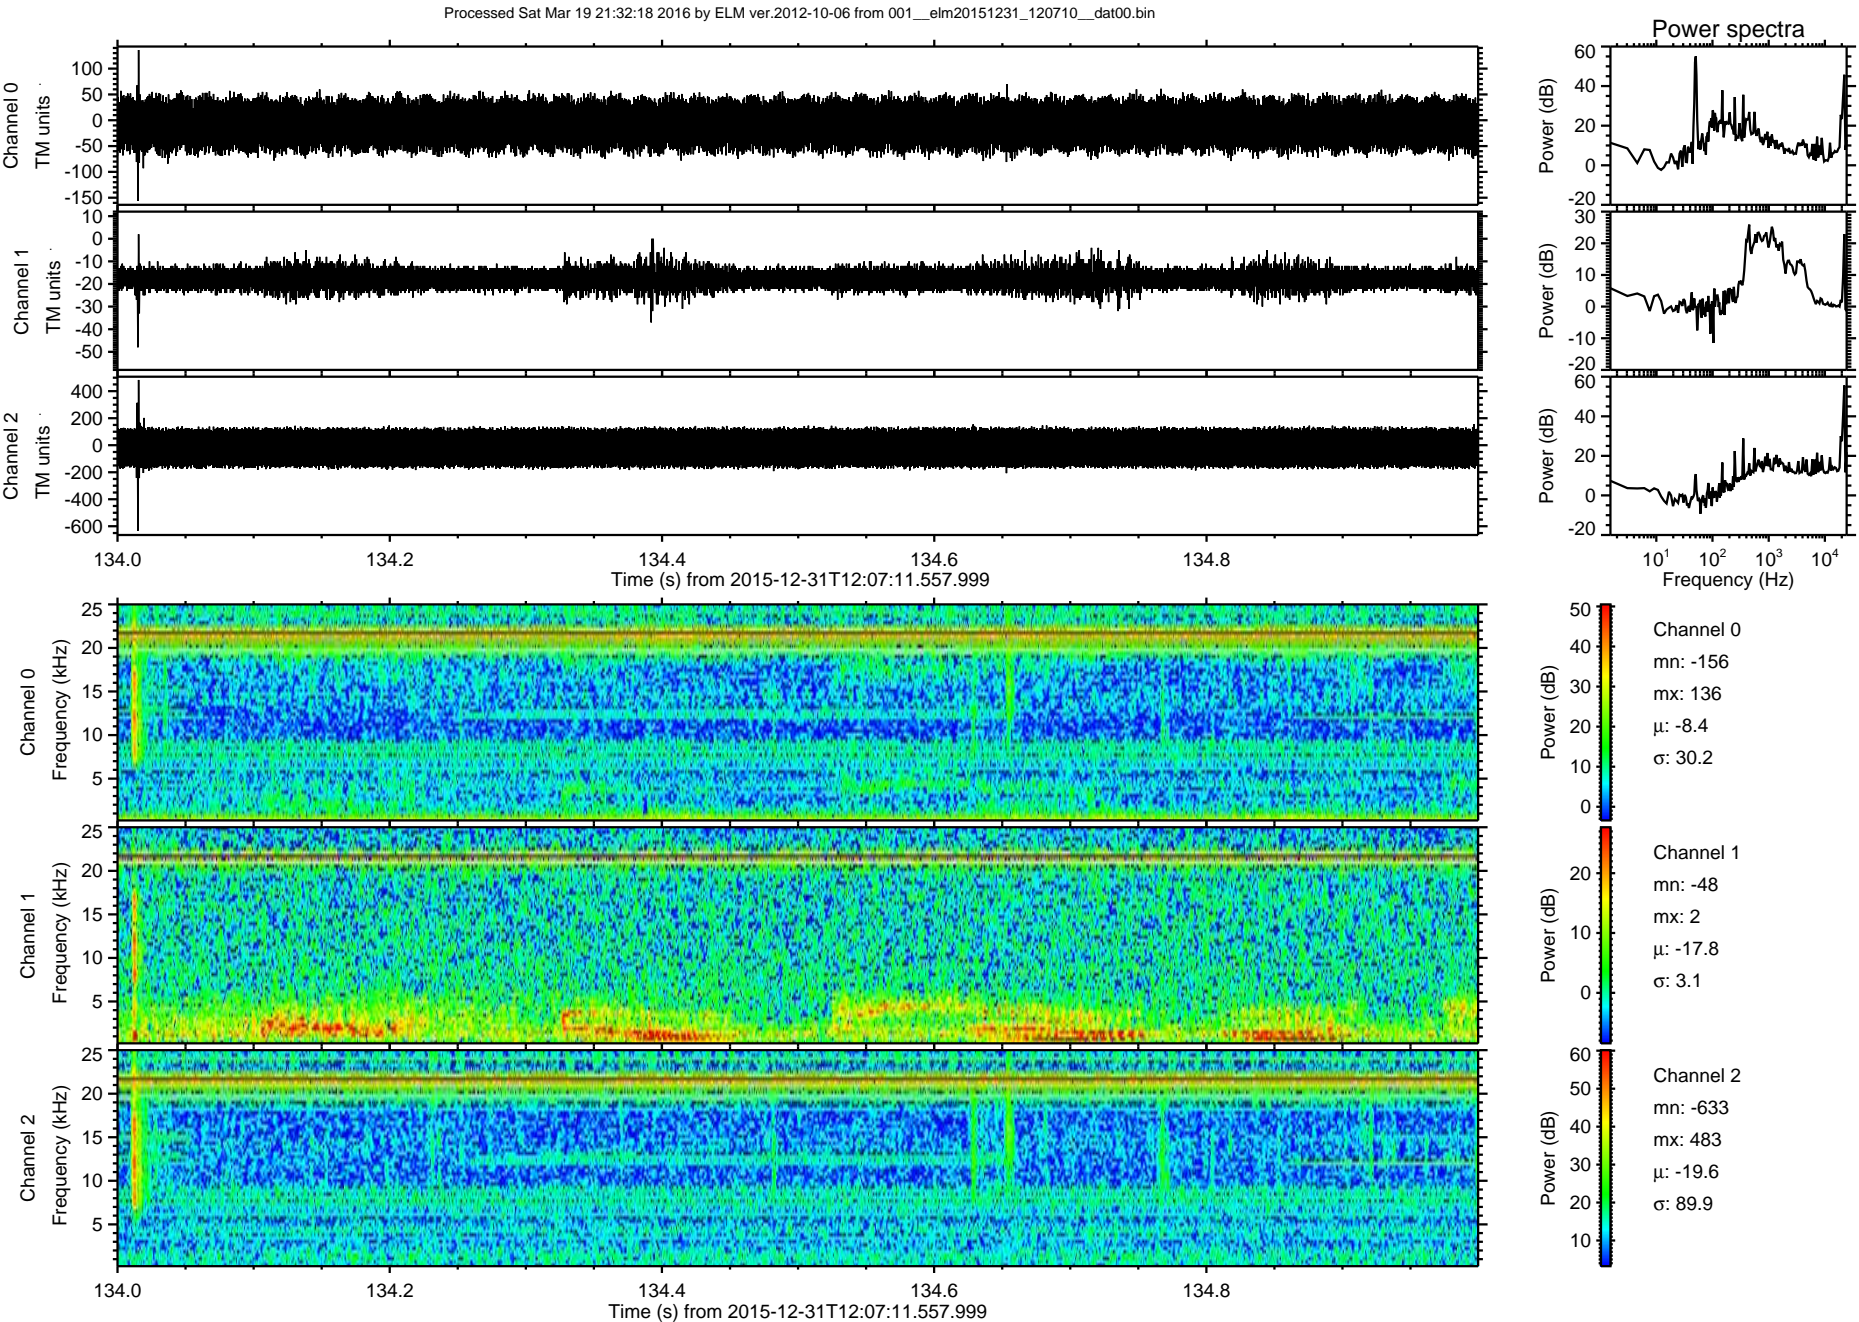 Processed Sat Mar 19 21:32:18 2016 by ELM ver.2012-10-06 from 001__elm20151231_120710__dat00.bin
Power spectra
Channel 0
TM units
100
50
0
-50
-100
-150
Power (dB)
60
40
20
0
-20
Channel 1
TM units
10
0
-10
-20
-30
-40
-50
Power (dB)
30
20
10
0
-10
-20
Channel 2
TM units
400
200
0
-200
-400
-600
Power (dB)
60
40
20
0
-20
134.0 134.2 134.4 134.6 134.8
Time (s) from 2015-12-31T12:07:11.557.999
10^1 10^2 10^3 10^4
Frequency (Hz)
Channel 0
Frequency (kHz)
25
20
15
10
5
Power (dB)
50
40
30
20
10
0
Channel 0
mn: -156
mx: 136
μ: -8.4
σ: 30.2
Channel 1
Frequency (kHz)
25
20
15
10
5
Power (dB)
20
10
0
Channel 1
mn: -48
mx: 2
μ: -17.8
σ: 3.1
Channel 2
Frequency (kHz)
25
20
15
10
5
Power (dB)
60
50
40
30
20
10
Channel 2
mn: -633
mx: 483
μ: -19.6
σ: 89.9
134.0 134.2 134.4 134.6 134.8
Time (s) from 2015-12-31T12:07:11.557.999